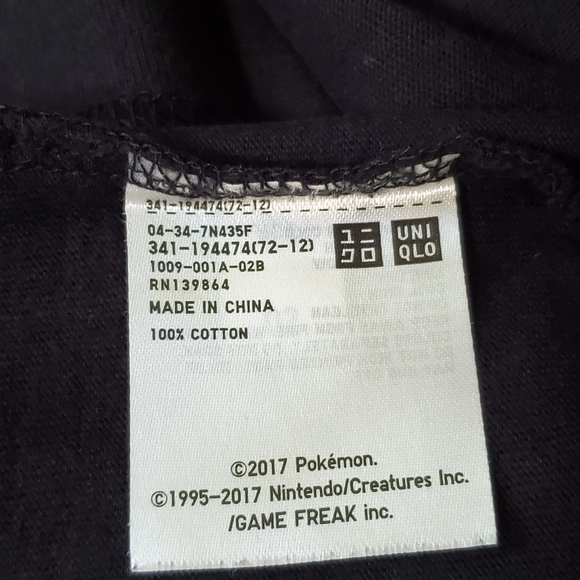 341-194474(72-12)
04-34-7N435F
341-194474(72-12)
1009-001A-02B
RN139864
MADE IN CHINA
100% COTTON
ユニ
クロ
UNI
QLO
©2017 Pokémon.
©1995-2017 Nintendo/Creatures Inc.
/GAME FREAK inc.